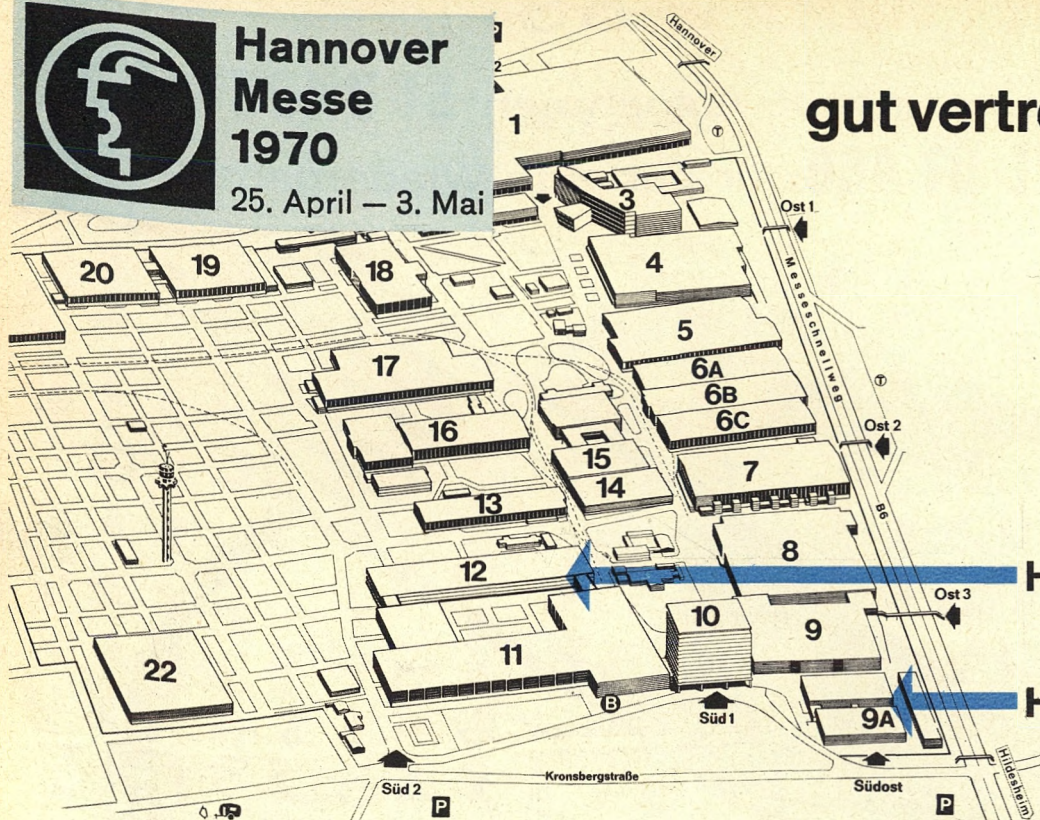 Hannover
Messe
1970
25. April — 3. Mai
gut vertr
Hannover
P
2
1
T
3
Ost 1
4
20
19
18
Messeschnellweg
5
17
6A
T
6B
6C
Ost 2
16
15
7
14
13
B6
8
12
H
Ost 3
10
9
11
22
B
Süd 1
9A
H
Kronsbergstraße
Süd 2
Südost
Hildesheim
P
P